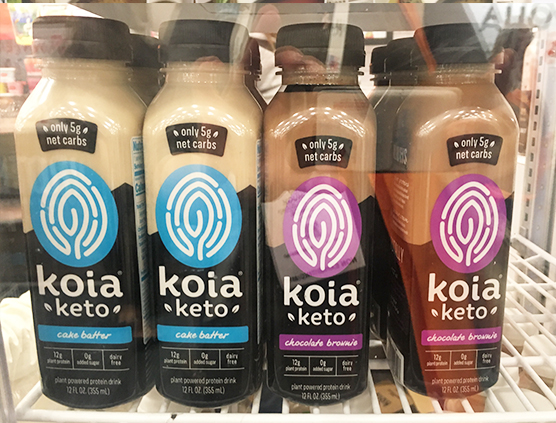 only 5g
net carbs
koia
keto
cake batter
12g
protein
0g
added sugar
dairy
free
plant powered protein drink
12 FL OZ. (355 mL)
only 5g
net carbs
koia
keto
cake batter
12g
protein
0g
added sugar
dairy
free
plant powered protein drink
12 FL OZ. (355 mL)
only 5g
net carbs
koia
keto
chocolate brownie
12g
protein
0g
added sugar
dairy
free
plant powered protein drink
12 FL OZ. (355 mL)
only 5g
net carbs
koia
keto
chocolate brownie
12g
protein
0g
added sugar
dairy
free
plant powered protein drink
12 FL OZ. (355 mL)